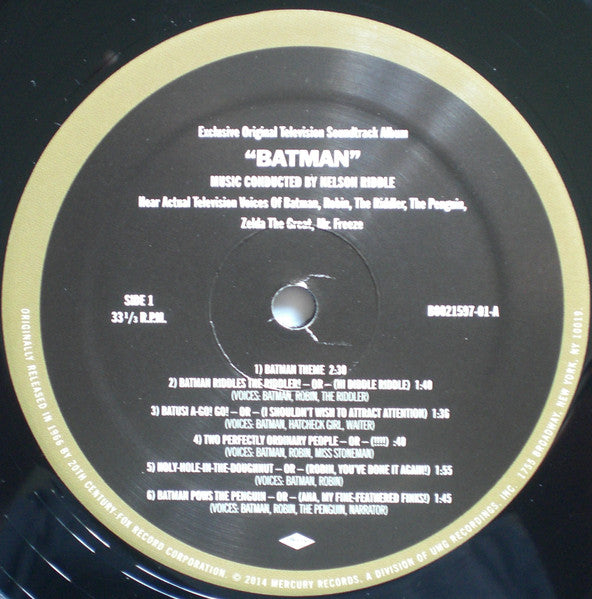 Exclusive Original Television Soundtrack Album
"BATMAN"
MUSIC CONDUCTED BY NELSON RIDDLE
Hear Actual Television Voices Of Batman, Robin, The Riddler, The Penguin,
Zelda The Great, Mr. Freeze
SIDE 1
33 1/3 R.P.M.
B0021597-01-A
1) BATMAN THEME 2:30
2) BATMAN RIDDLES THE RIDDLER! – OR – (HI DIDDLE RIDDLE) 1:40
(VOICES: BATMAN, ROBIN, THE RIDDLER)
3) BATUSI A-GO! GO! – OR – (I SHOULDN'T WISH TO ATTRACT ATTENTION) 1:36
(VOICES: BATMAN, HATCHECK GIRL, WAITER)
4) TWO PERFECTLY ORDINARY PEOPLE – OR – (!!!!) :40
(VOICES: BATMAN, ROBIN, MISS STONEMAN)
5) HOLY-HOLE-IN-THE-DOUGHNUT – OR – (ROBIN, YOU'VE DONE IT AGAIN!) 1:55
(VOICES: BATMAN, ROBIN)
6) BATMAN POWS THE PENGUIN – OR – (AHA, MY FINE-FEATHERED FINKS!) 1:45
(VOICES: BATMAN, ROBIN, THE PENGUIN, NARRATOR)
ORIGINALLY RELEASED IN 1966 BY 20TH CENTURY-FOX RECORD CORPORATION. © 2014 MERCURY RECORDS, A DIVISION OF UMG RECORDINGS, INC. 1755 BROADWAY, NEW YORK, NY 10019.